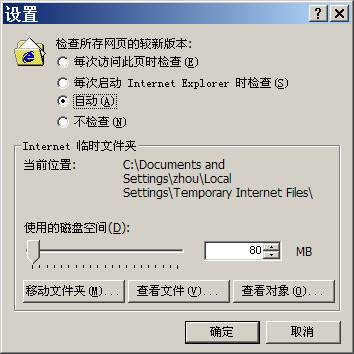 设置
检查所存网页的较新版本:
每次访问此页时检查(E)
每次启动 Internet Explorer 时检查(S)
自动(A)
不检查(N)
Internet 临时文件夹
当前位置: C:\Documents and
Settings\zhou\Local
Settings\Temporary Internet Files\
使用的磁盘空间(D):
80 MB
移动文件夹(M)... 查看文件(V)... 查看对象(O)...
确定 取消